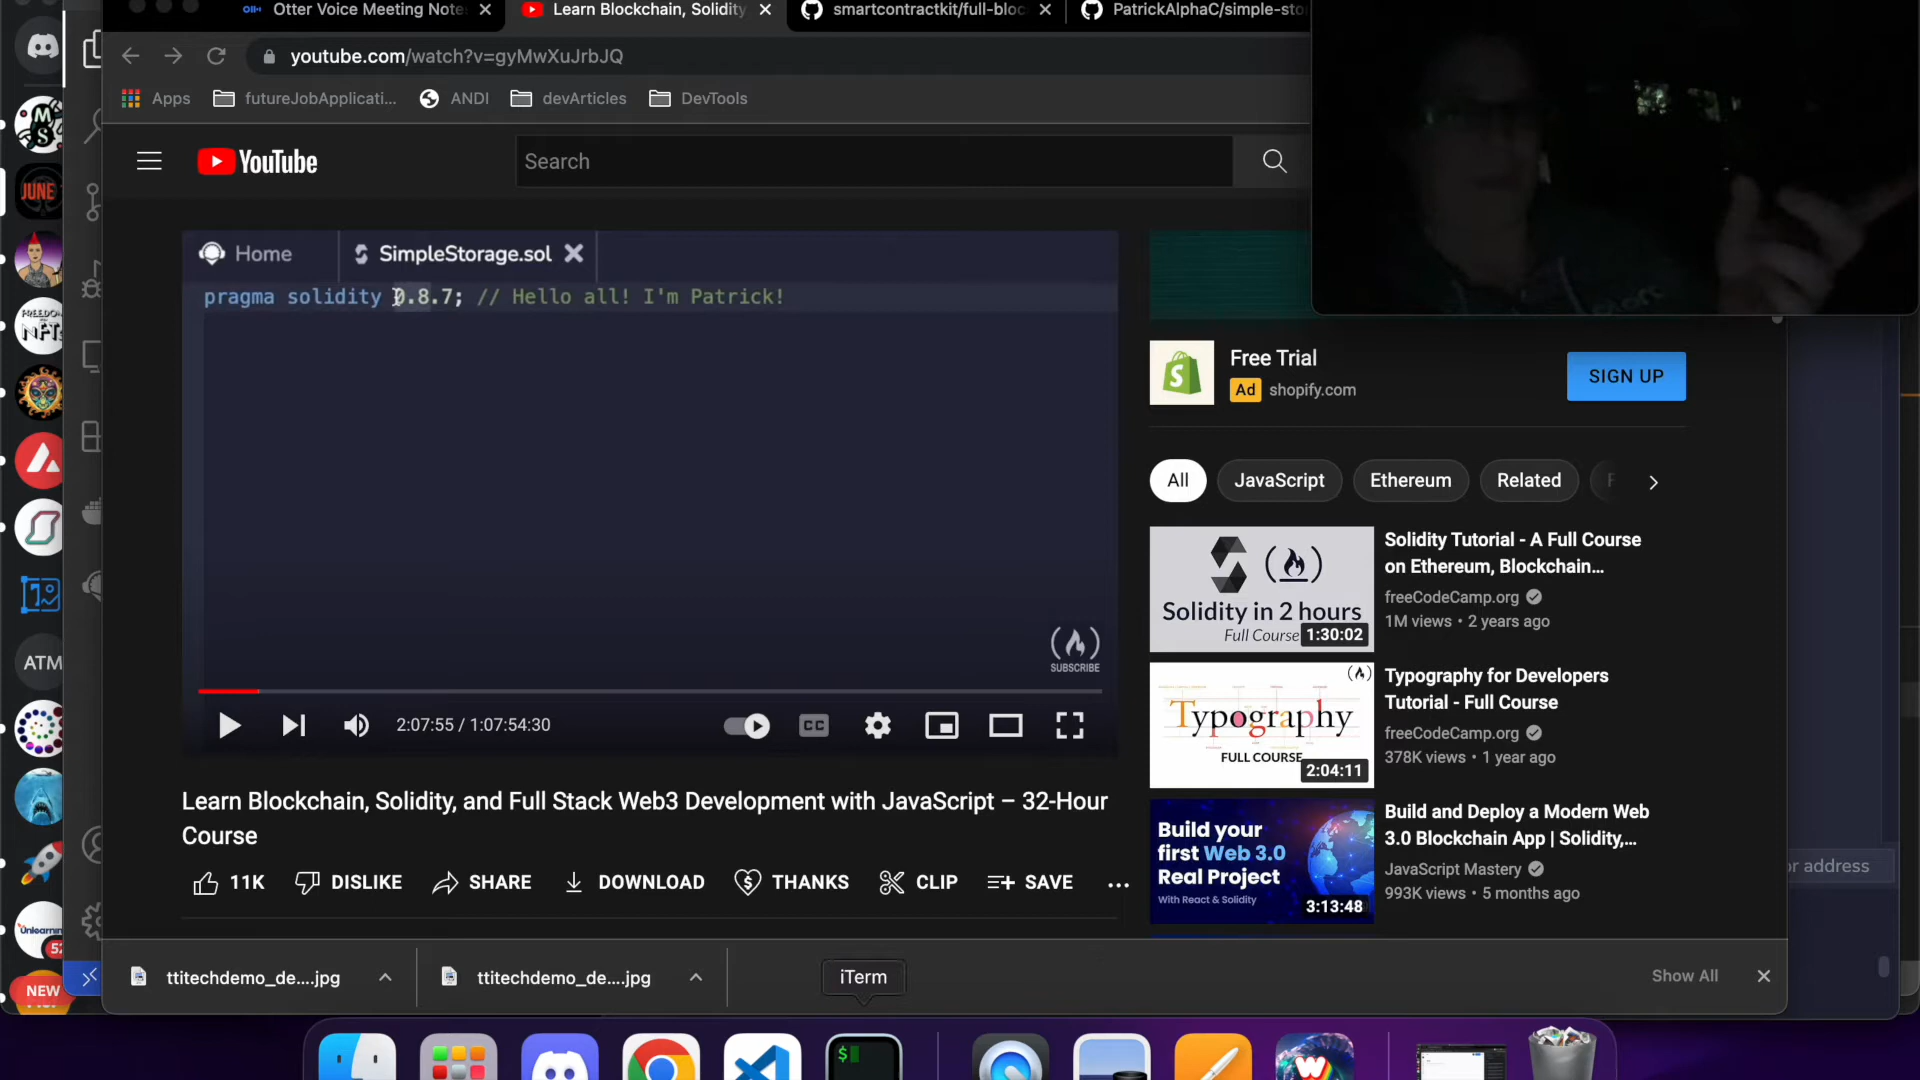 Otter Voice Meeting Note
Learn Blockchain, Solidity
smartcontractkit/full-bloc
PatrickAlphaC/simple-sto
youtube.com/watch?v=gyMwXuJrbJQ
Apps
futureJobApplicati...
ANDI
devArticles
DevTools
YouTube
Search
Home
SimpleStorage.sol
pragma solidity 0.8.7; // Hello all! I'm Patrick!
SUBSCRIBE
2:07:55 / 1:07:54:30
CC
Learn Blockchain, Solidity, and Full Stack Web3 Development with JavaScript – 32-Hour
Course
11K
DISLIKE
SHARE
DOWNLOAD
THANKS
CLIP
SAVE
Free Trial
Ad shopify.com
SIGN UP
All
JavaScript
Ethereum
Related
Solidity in 2 hours
Full Course
1:30:02
Solidity Tutorial - A Full Course
on Ethereum, Blockchain...
freeCodeCamp.org
1M views • 2 years ago
Typography
FULL COURSE
2:04:11
Typography for Developers
Tutorial - Full Course
freeCodeCamp.org
378K views • 1 year ago
Build your
first Web 3.0
Real Project
With React & Solidity
3:13:48
Build and Deploy a Modern Web
3.0 Blockchain App | Solidity,...
JavaScript Mastery
993K views • 5 months ago
or address
ttitechdemo_de....jpg
ttitechdemo_de....jpg
iTerm
Show All
MS
JUNE
FREEDOM
NFT
ATM
Unlearnin
52
NEW
$